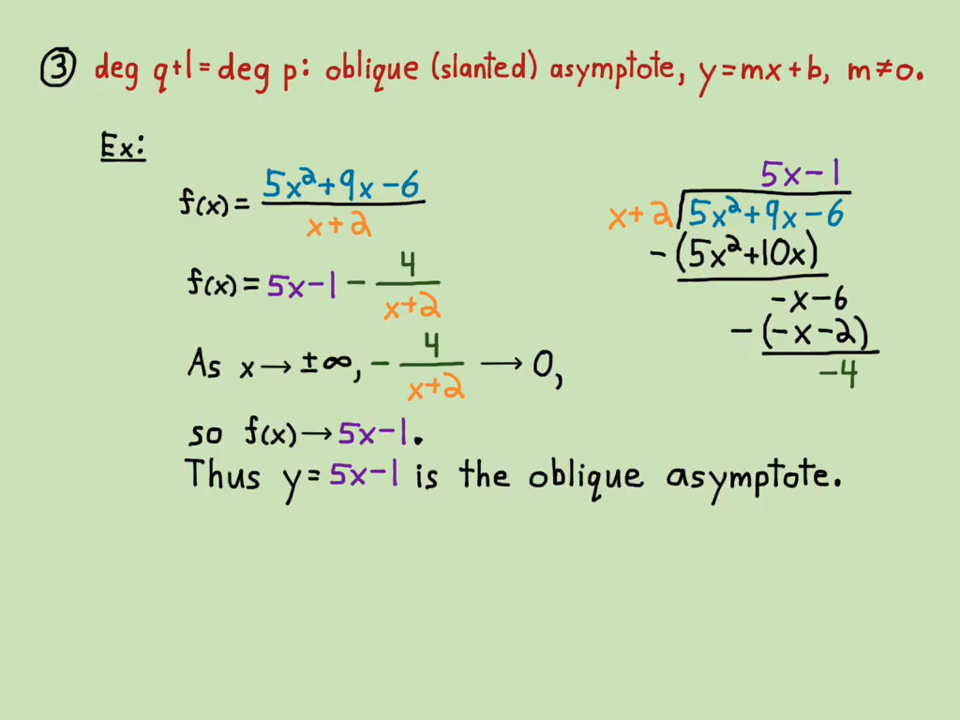 ③ deg q+1=deg p: oblique (slanted) asymptote, y=mx+b, m≠0.
Ex:
f(x)= (5x²+9x-6)/(x+2)
f(x)= 5x-1 - 4/(x+2)
As x→±∞, - 4/(x+2) → 0,
so f(x)→5x-1.
Thus y=5x-1 is the oblique asymptote.
5x-1
x+2 5x²+9x-6
-(5x²+10x)
-x-6
-(-x-2)
-4